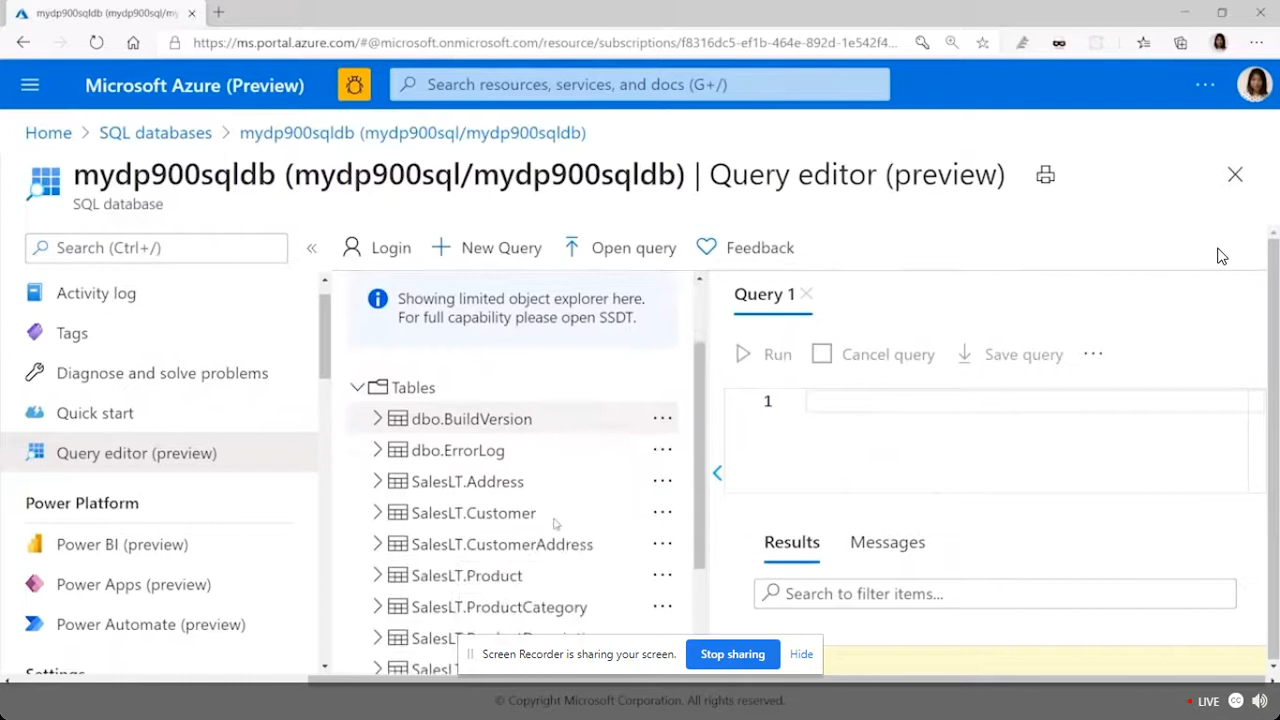 mydp900sqldb (mydp900sql/my
https://ms.portal.azure.com/#@microsoft.onmicrosoft.com/resource/subscriptions/f8316dc5-ef1b-464e-892d-1e542f4...
Microsoft Azure (Preview)
Search resources, services, and docs (G+/)
Home > SQL databases > mydp900sqldb (mydp900sql/mydp900sqldb)
mydp900sqldb (mydp900sql/mydp900sqldb) | Query editor (preview)
SQL database
Search (Ctrl+/)
Login
New Query
Open query
Feedback
Activity log
Tags
Diagnose and solve problems
Quick start
Query editor (preview)
Power Platform
Power BI (preview)
Power Apps (preview)
Power Automate (preview)
Settings
Showing limited object explorer here.
For full capability please open SSDT.
Tables
dbo.BuildVersion
dbo.ErrorLog
SalesLT.Address
SalesLT.Customer
SalesLT.CustomerAddress
SalesLT.Product
SalesLT.ProductCategory
Query 1
Run
Cancel query
Save query
1
Results
Messages
Search to filter items...
Screen Recorder is sharing your screen.
Stop sharing
Hide
© Copyright Microsoft Corporation. All rights reserved.
LIVE
CC